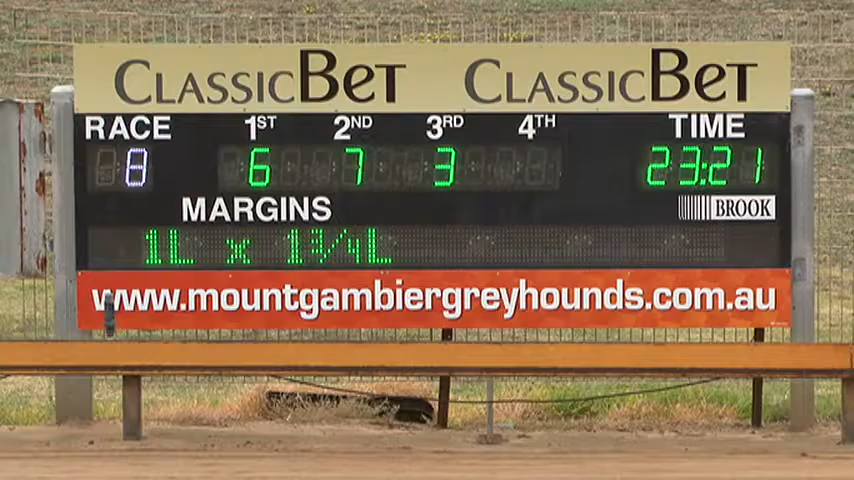 CLASSICBET CLASSICBET
RACE 1ST 2ND 3RD 4TH TIME
8 6 7 3 23:21
MARGINS BROOK
1L x 1¾L
www.mountgambiergreyhounds.com.au